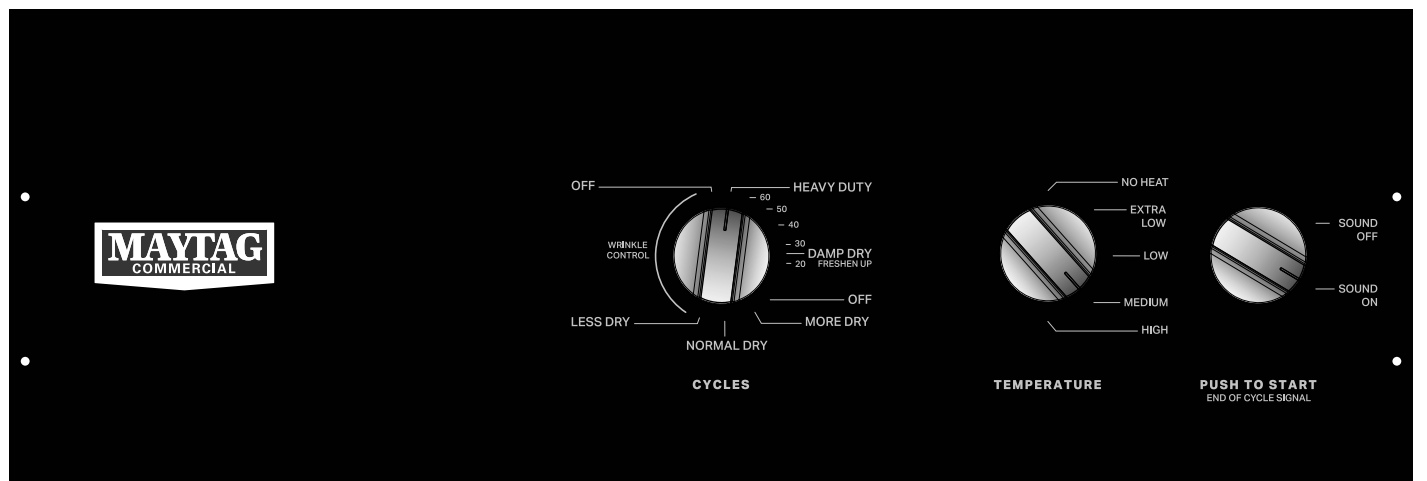 MAYTAG
COMMERCIAL
OFF
HEAVY DUTY
60
50
40
30
DAMP DRY
FRESHEN UP
20
OFF
MORE DRY
NORMAL DRY
LESS DRY
WRINKLE
CONTROL
CYCLES
NO HEAT
EXTRA
LOW
LOW
MEDIUM
HIGH
TEMPERATURE
SOUND
OFF
SOUND
ON
PUSH TO START
END OF CYCLE SIGNAL